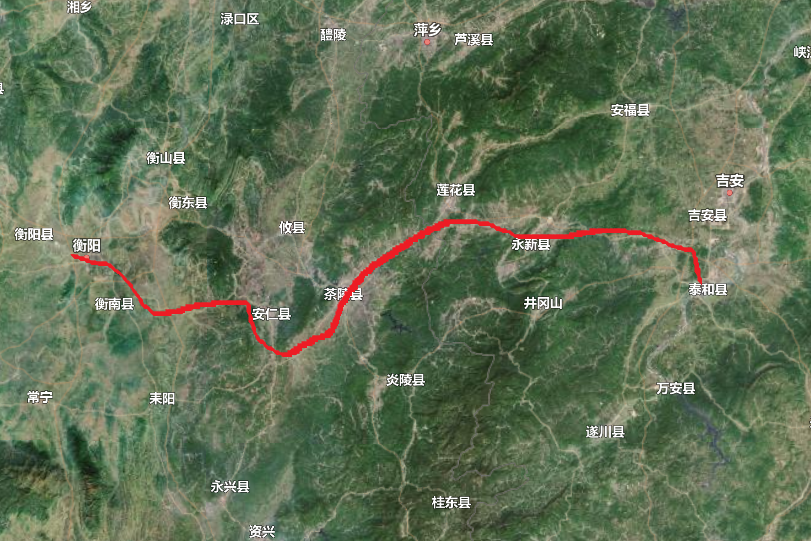 湘乡
渌口区
醴陵
萍乡
芦溪县
安福县
衡山县
吉安
莲花县
衡东县
吉安县
攸县
衡阳县
衡阳
永新县
泰和县
茶陵县
衡南县
井冈山
安仁县
炎陵县
万安县
常宁
耒阳
遂川县
永兴县
桂东县
资兴